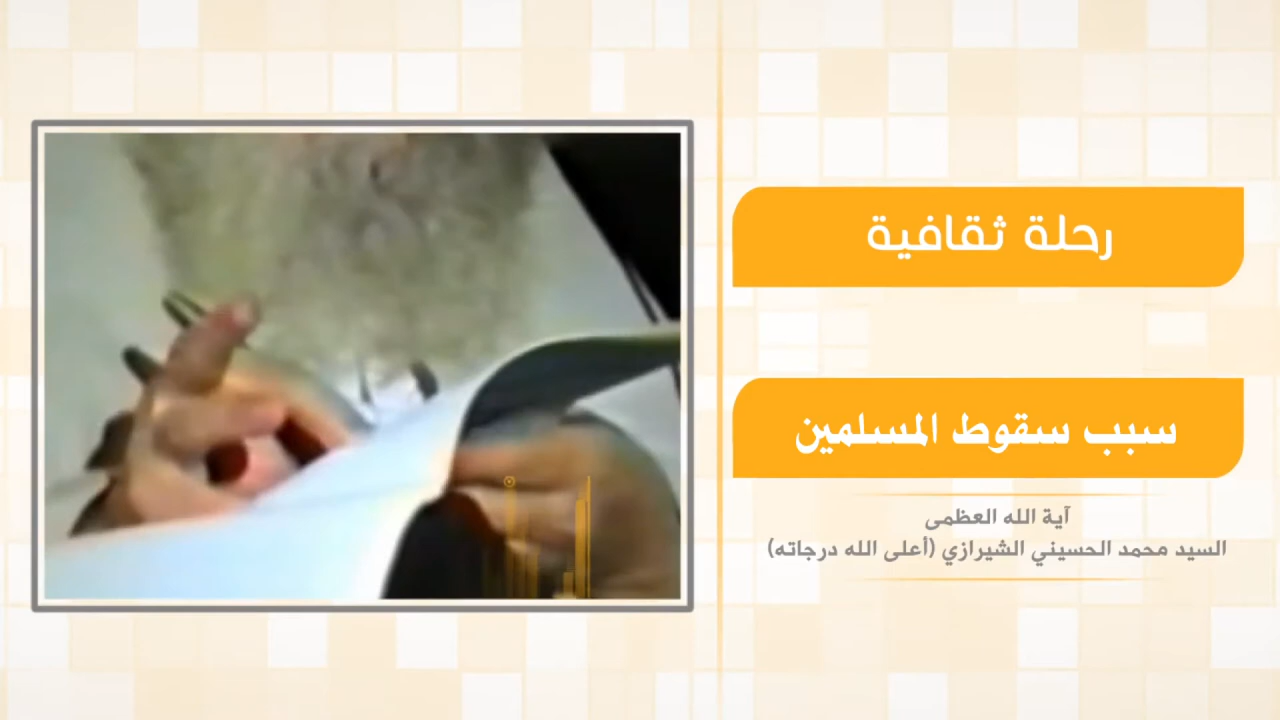 رحلة ثقافية
سبب سقوط المسلمين
آية الله العظمى
السيد محمد الحسيني الشيرازي (أعلى الله درجاته)